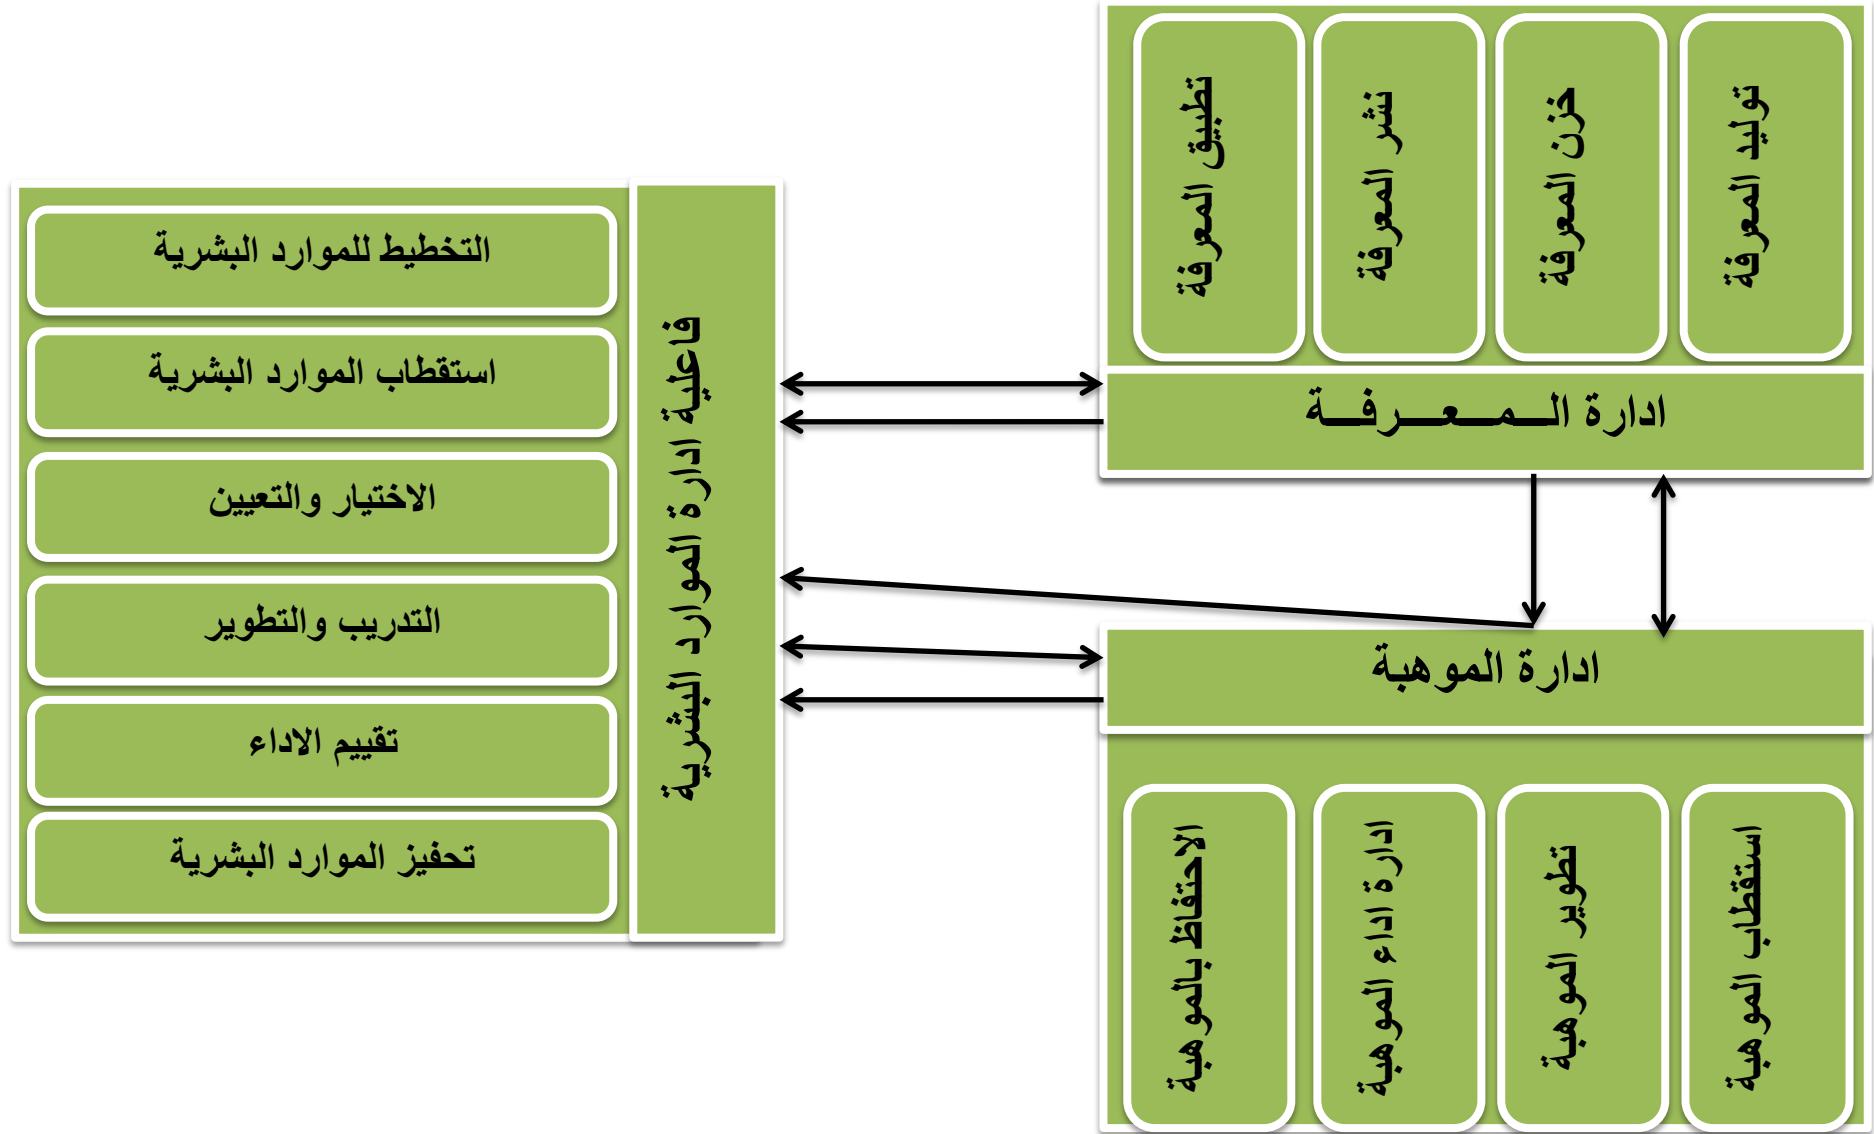 توليد المعرفة
خزن المعرفة
نشر المعرفة
تطبيق المعرفة
ادارة الـــمـــعـــرفـــة
فاعلية ادارة الموارد البشرية
التخطيط للموارد البشرية
استقطاب الموارد البشرية
الاختيار والتعيين
التدريب والتطوير
تقييم الاداء
تحفيز الموارد البشرية
ادارة الموهبة
استقطاب الموهبة
تطوير الموهبة
ادارة اداء الموهبة
الاحتفاظ بالموهبة